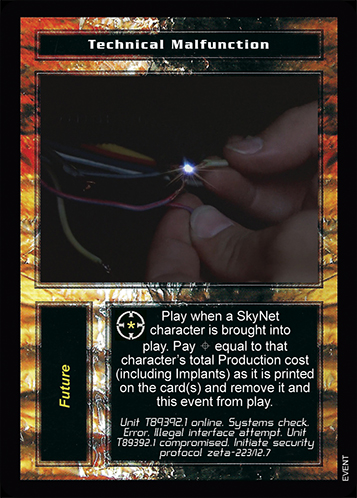 Technical Malfunction
Future
*
Play when a SkyNet
character is brought into
play. Pay equal to that
character's total Production cost
(including Implants) as it is printed
on the card(s) and remove it and
this event from play.
Unit T89392.1 online. Systems check.
Error. Illegal interface attempt. Unit
T89392.1 compromised. Initiate security
protocol zeta-223/12.7
EVENT